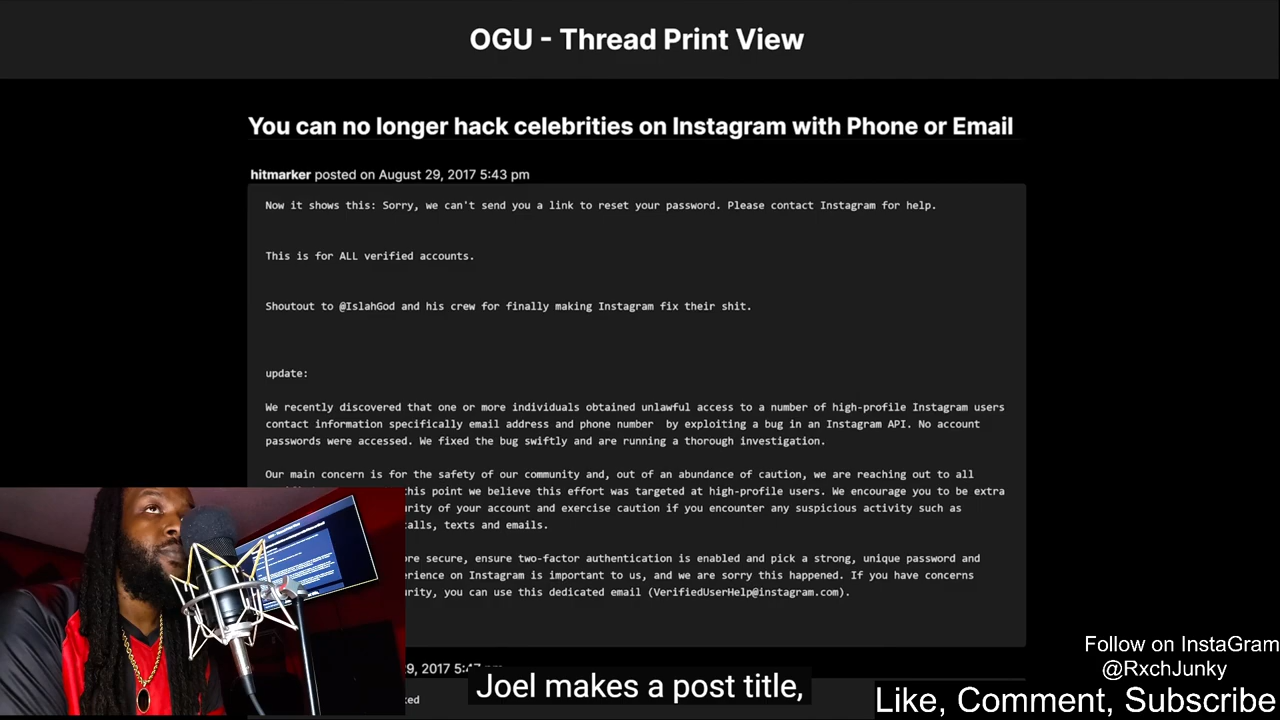 OGU - Thread Print View
You can no longer hack celebrities on Instagram with Phone or Email
hitmarker posted on August 29, 2017 5:43 pm
Now it shows this: Sorry, we can't send you a link to reset your password. Please contact Instagram for help.
This is for ALL verified accounts.
Shoutout to @IslahGod and his crew for finally making Instagram fix their shit.
update:
We recently discovered that one or more individuals obtained unlawful access to a number of high-profile Instagram users
contact information specifically email address and phone number by exploiting a bug in an Instagram API. No account
passwords were accessed. We fixed the bug swiftly and are running a thorough investigation.
Our main concern is for the safety of our community and, out of an abundance of caution, we are reaching out to all
this point we believe this effort was targeted at high-profile users. We encourage you to be extra
of your account and exercise caution if you encounter any suspicious activity such as
texts and emails.
secure, ensure two-factor authentication is enabled and pick a strong, unique password and
on Instagram is important to us, and we are sorry this happened. If you have concerns
you can use this dedicated email (VerifiedUserHelp@instagram.com).
2017
Joel makes a post title,
Follow on InstaGram
@RxchJunky
Like, Comment, Subscribe